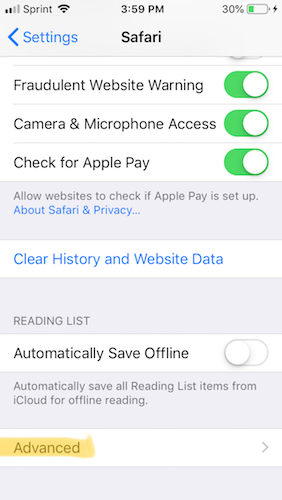 Sprint 3:59 PM 30%
Settings Safari
Fraudulent Website Warning
Camera & Microphone Access
Check for Apple Pay
Allow websites to check if Apple Pay is set up.
About Safari & Privacy...
Clear History and Website Data
READING LIST
Automatically Save Offline
Automatically save all Reading List items from
iCloud for offline reading.
Advanced